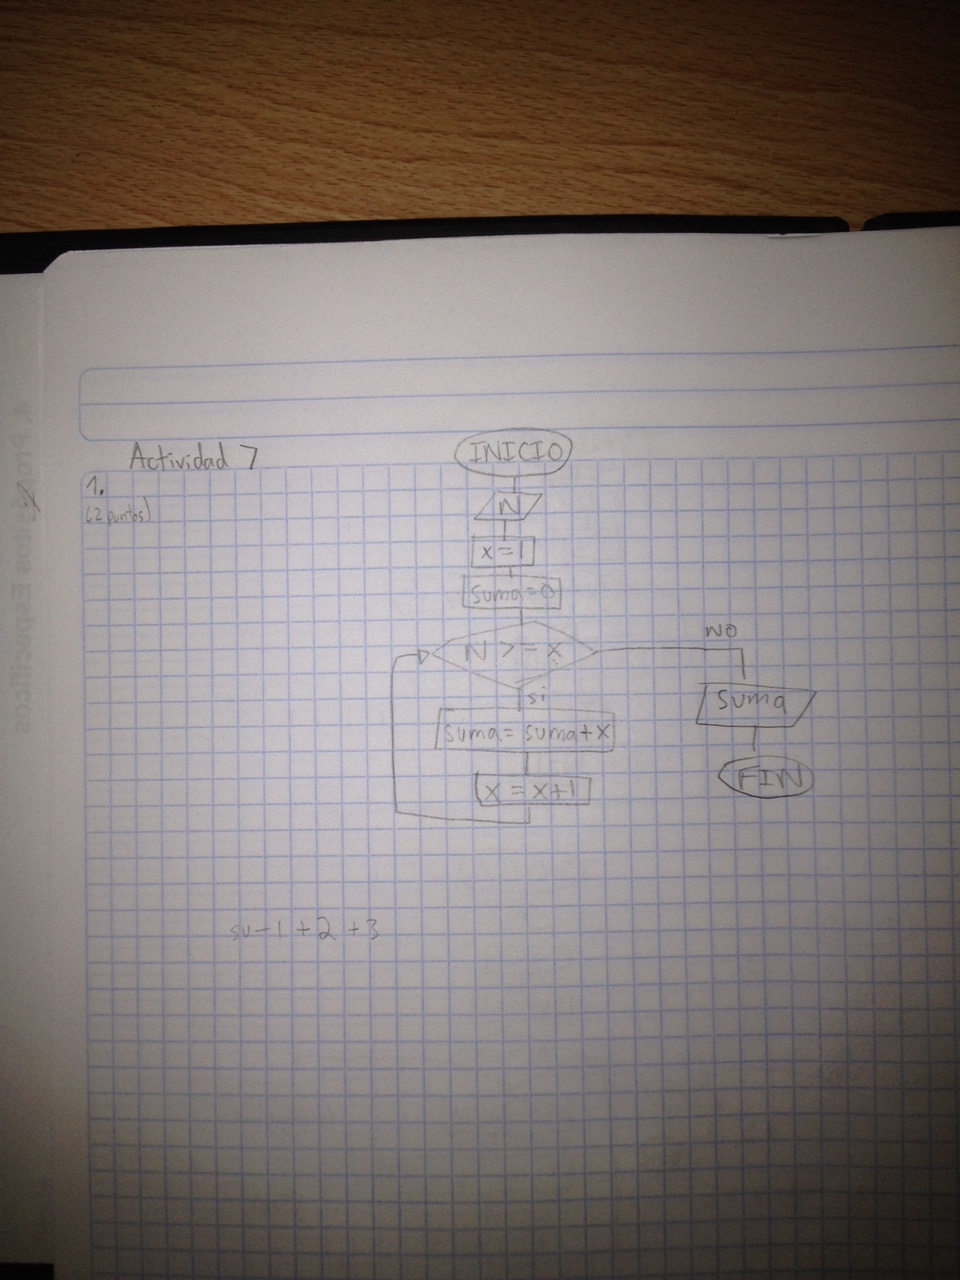 Actividad 7
1.
(2 puntos)
INICIO
N
x = 1
suma = 0
N >= x
NO
si
suma
suma = suma + x
FIN
x = x+1
su-1 +2 +3